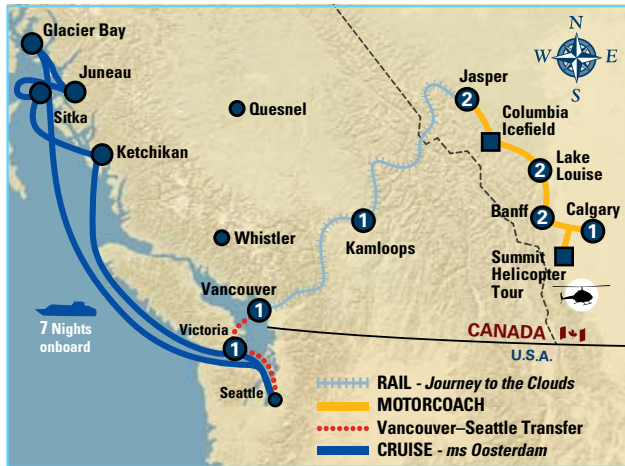 Glacier Bay
Juneau
Sitka
Ketchikan
Quesnel
Whistler
Vancouver
1
Victoria
1
Seattle
7 Nights
onboard
Kamloops
1
Jasper
2
Columbia
Icefield
Lake
Louise
2
Banff
2
Calgary
1
Summit
Helicopter
Tour
N
W
E
S
CANADA
U.S.A.
RAIL - Journey to the Clouds
MOTORCOACH
Vancouver–Seattle Transfer
CRUISE - ms Oosterdam